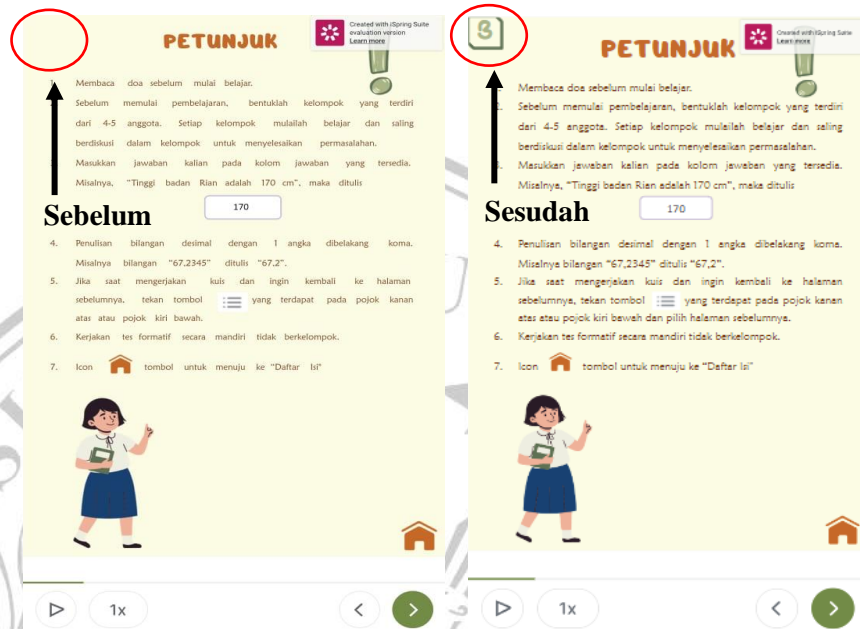 PETUNJUK
Created with iSpring Suite
evaluation version
Learn more
Membaca doa sebelum mulai belajar.
Sebelum memulai pembelajaran, bentuklah kelompok yang terdiri
dari 4-5 anggota. Setiap kelompok mulailah belajar dan saling
berdiskusi dalam kelompok untuk menyelesaikan permasalahan.
Masukkan jawaban kalian pada kolom jawaban yang tersedia.
Misalnya, "Tinggi badan Rian adalah 170 cm", maka ditulis
Sebelum
170
4. Penulisan bilangan desimal dengan 1 angka dibelakang koma.
Misalnya bilangan "67,2345" ditulis "67,2".
5. Jika saat mengerjakan kuis dan ingin kembali ke halaman
sebelumnya, tekan tombol yang terdapat pada pojok kanan
atas atau pojok kiri bawah.
6. Kerjakan tes formatif secara mandiri tidak berkelompok.
7. Icon tombol untuk menuju ke "Daftar Isi"
1x
3
PETUNJUK
Created with iSpring Suite
Learn more
Membaca doa sebelum mulai belajar.
2. Sebelum memulai pembelajaran, bentuklah kelompok yang terdiri
dari 4-5 anggota. Setiap kelompok mulailah belajar dan saling
berdiskusi dalam kelompok untuk menyelesaikan permasalahan.
Masukkan jawaban kalian pada kolom jawaban yang tersedia.
Misalnya, "Tinggi badan Rian adalah 170 cm", maka ditulis
Sesudah
170
4. Penulisan bilangan desimal dengan 1 angka dibelakang koma.
Misalnya bilangan "67,2345" ditulis "67,2".
5. Jika saat mengerjakan kuis dan ingin kembali ke halaman
sebelumnya, tekan tombol yang terdapat pada pojok kanan
atas atau pojok kiri bawah dan pilih halaman sebelumnya.
6. Kerjakan tes formatif secara mandiri tidak berkelompok.
7. Icon tombol untuk menuju ke "Daftar Isi"
1x